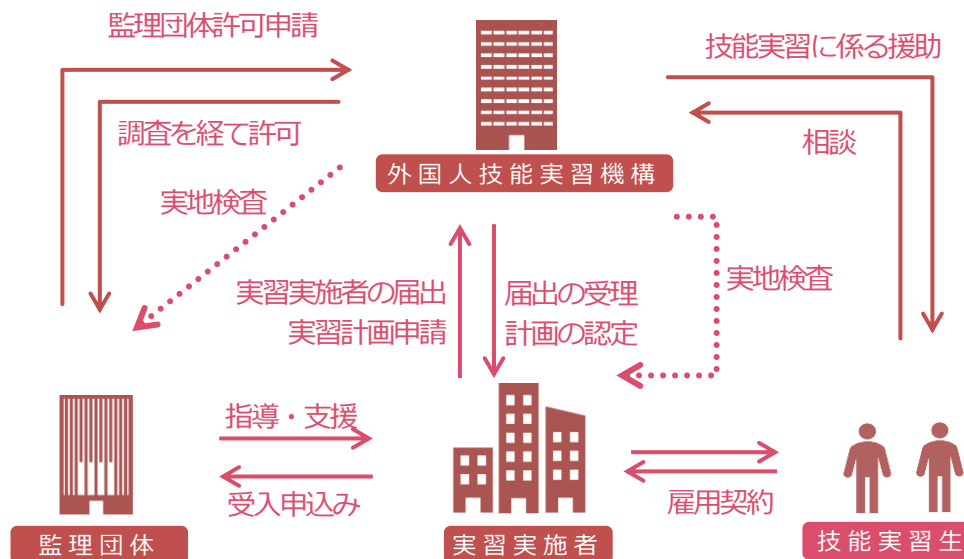 監理団体許可申請
技能実習に係る援助
調査を経て許可
相談
外国人技能実習機構
実地検査
実習実施者の届出
実習計画申請
届出の受理
計画の認定
実地検査
指導・支援
受入申込み
雇用契約
監理団体
実習実施者
技能実習生